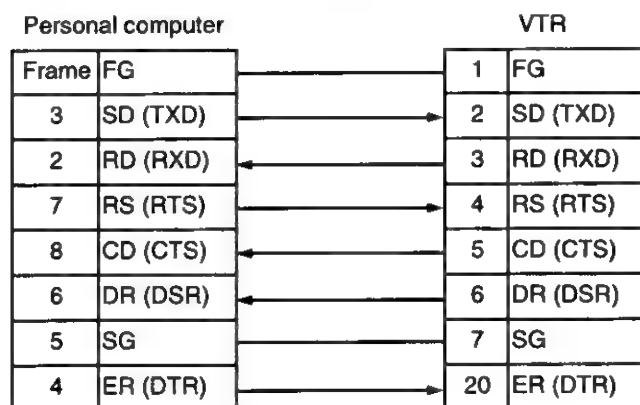 Personal computer VTR
Frame FG 1 FG
3 SD (TXD) 2 SD (TXD)
2 RD (RXD) 3 RD (RXD)
7 RS (RTS) 4 RS (RTS)
8 CD (CTS) 5 CD (CTS)
6 DR (DSR) 6 DR (DSR)
5 SG 7 SG
4 ER (DTR) 20 ER (DTR)